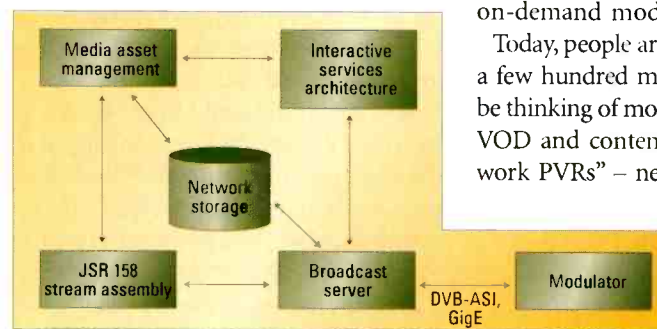 on-demand mod
Today, people ar
a few hundred m
be thinking of mo
VOD and conten
work PVRs” – ne
Media asset
management
Interactive
services
architecture
Network
storage
JSR 158
stream assembly
Broadcast
server
DVB-ASI,
GigE
Modulator